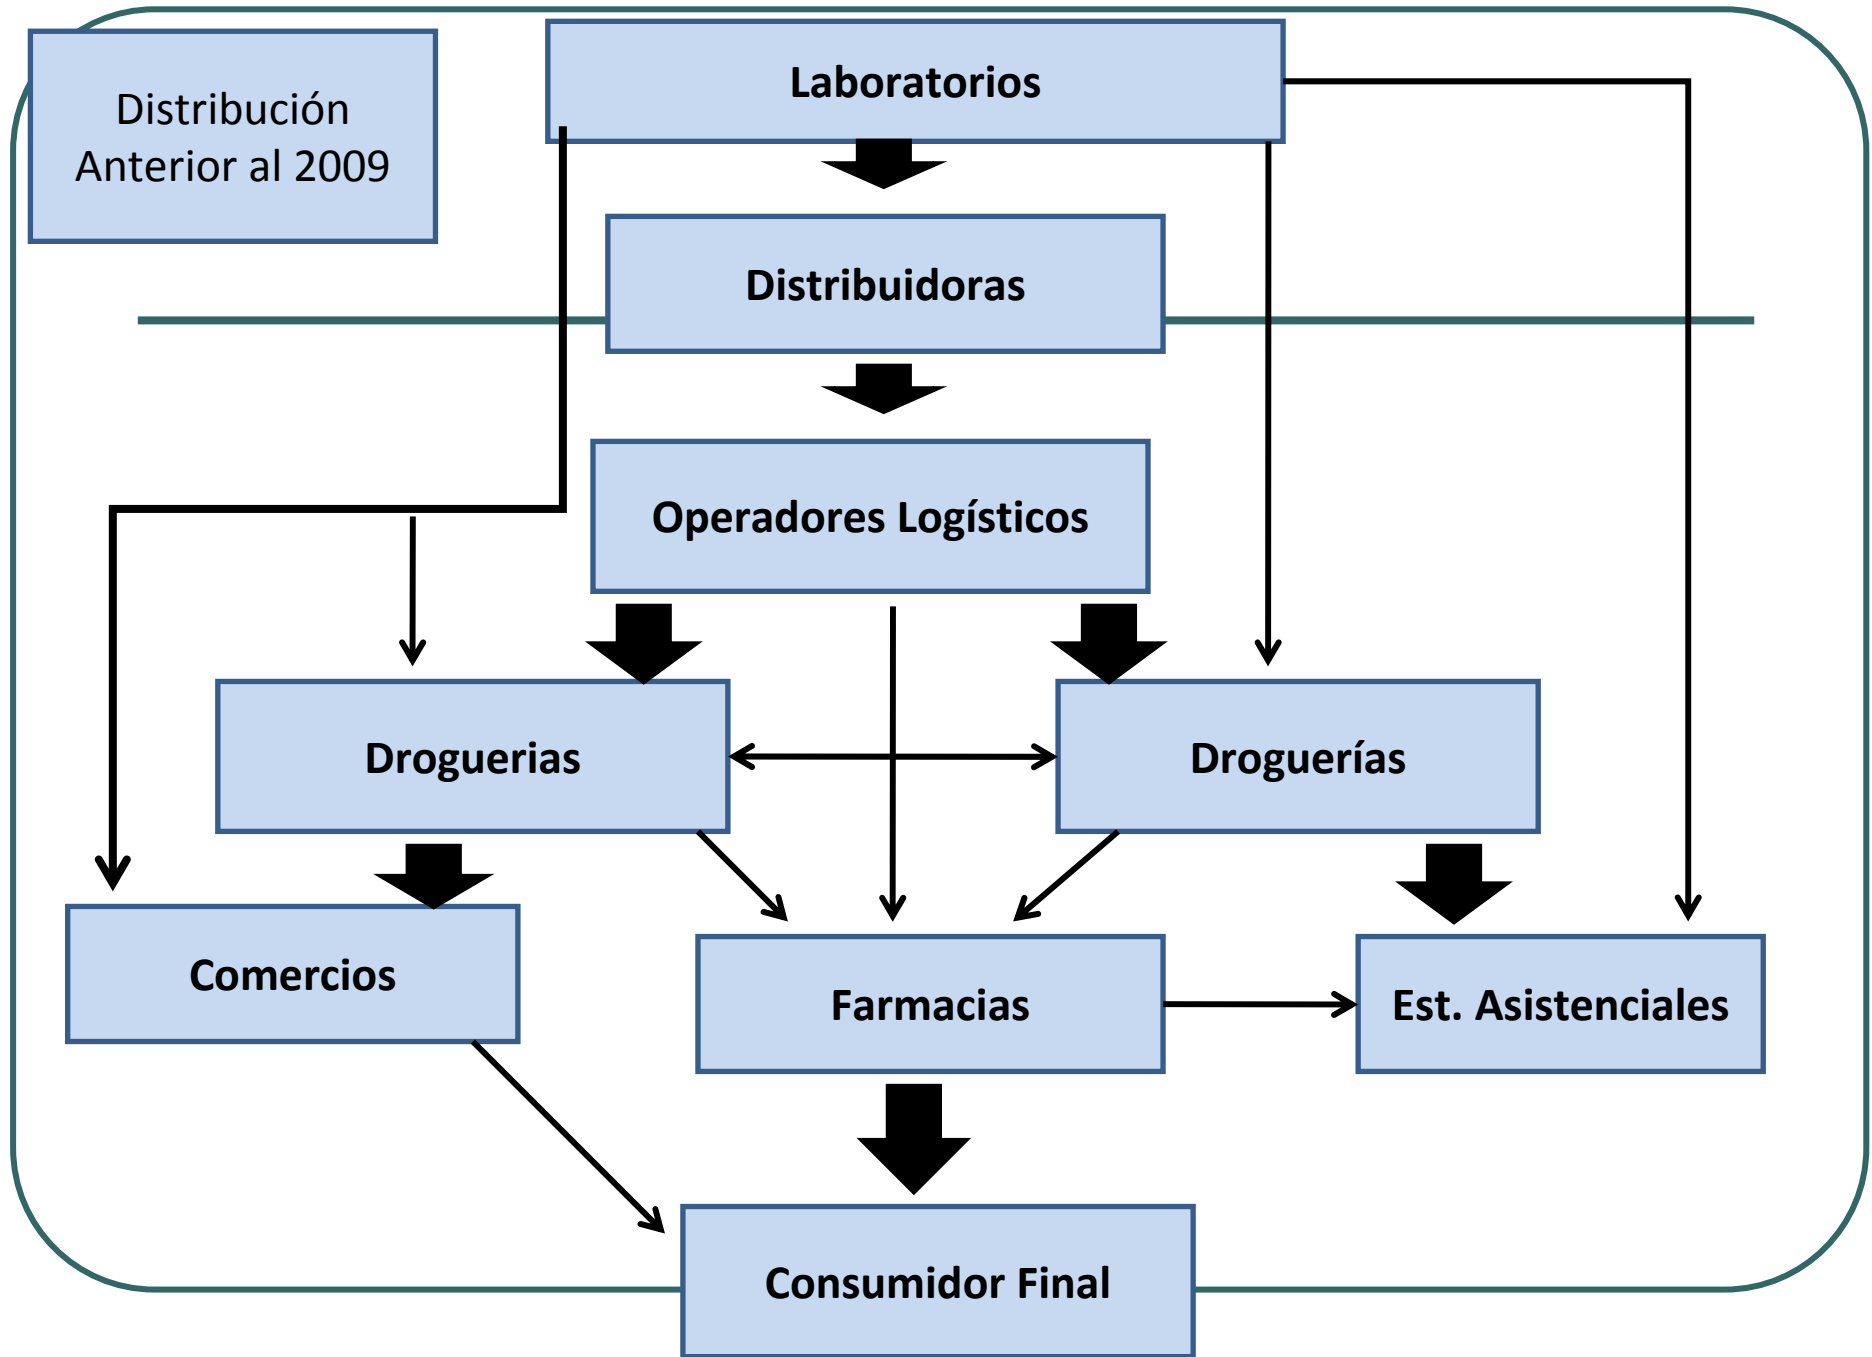 Distribución
Anterior al 2009
Laboratorios
Distribuidoras
Operadores Logísticos
Droguerias
Droguerías
Comercios
Farmacias
Est. Asistenciales
Consumidor Final